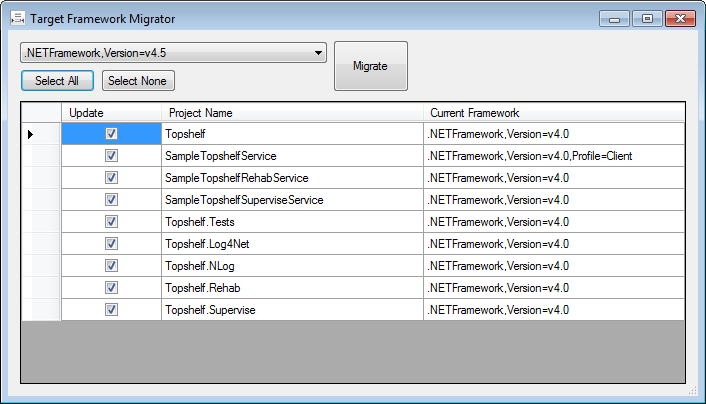 Target Framework Migrator
.NETFramework,Version=v4.5
Migrate
Select All Select None
Update Project Name Current Framework
Topshelf .NETFramework,Version=v4.0
SampleTopshelfService .NETFramework,Version=v4.0,Profile=Client
SampleTopshelfRehabService .NETFramework,Version=v4.0
SampleTopshelfSuperviseService .NETFramework,Version=v4.0
Topshelf.Tests .NETFramework,Version=v4.0
Topshelf.Log4Net .NETFramework,Version=v4.0
Topshelf.NLog .NETFramework,Version=v4.0
Topshelf.Rehab .NETFramework,Version=v4.0
Topshelf.Supervise .NETFramework,Version=v4.0